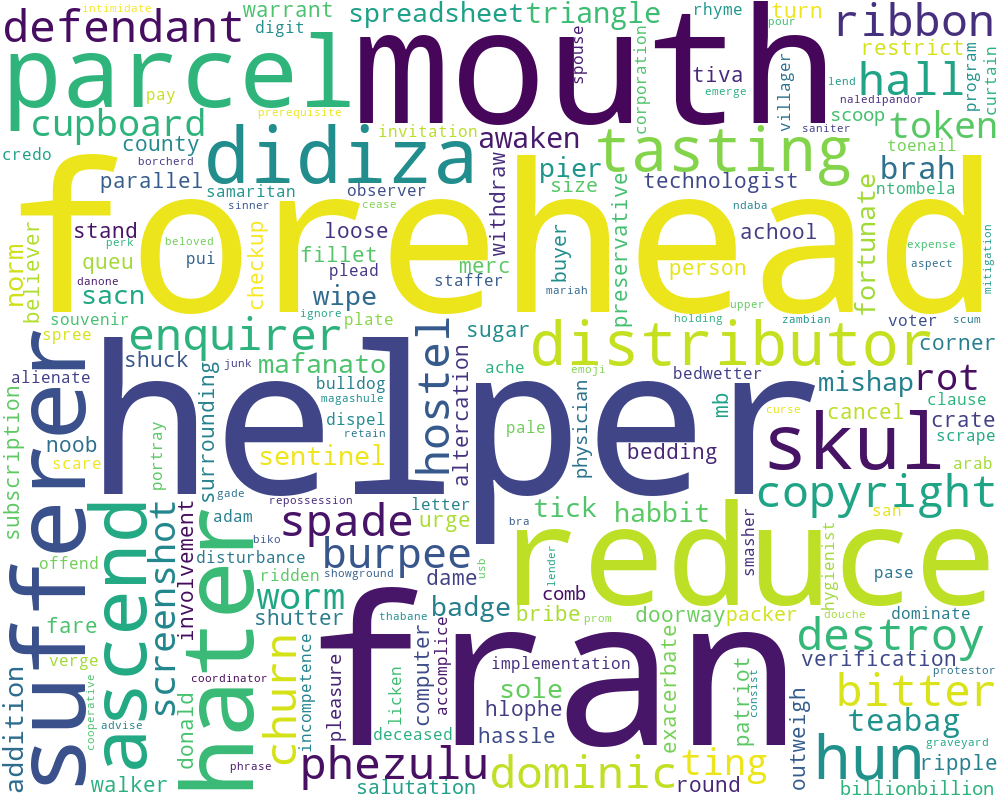 intimidate
defendant
warrant
digit
spreadsheet
triangle
spouse
rhyme
pour
turn
ribbon
parcel
mouth
corporation
tiva
emerge
villager
lend
restrict
hall
program
curtain
pay
prerequisite
naledipandor
scoop
token
cupboard
invitation
awaken
saniter
toenail
credo
county
borcherd
didiza
tasting
pier
brah
parallel
samaritan
observer
withdraw
size
technologist
ntombela
sinner
cease
preservative
ndaba
fortunate
forehead
norm
believer
stand
perk
beloved
loose
achool
expense
mitigation
queu
pui
checkup
fillet
plead
merc
staffer
buyer
person
aspect
danone
sacn
wipe
mariah
upper
souvenir
ignore
plate
holding
zambian
voter
scum
spree
enquirer
sugar
distributor
corner
shuck
junk
mafanato
hostel
ache
emoji
bedwetter
mishap
rot
alienate
surrounding
bulldog
magashule
altercation
physician
mb
clause
sufferer
helper
subscription
noob
portray
dispel
retain
pale
curse
cancel
crate
scare
sentinel
bedding
skul
scrape
arab
gade
repossession
letter
copyright
ascend
screenshot
involvement
hater
adam
spade
urge
tick
habbit
smasher
san
biko
bra
reduce
hygienist
offend
disturbance
burpee
usb
lender
showground
ridden
dame
comb
pase
douche
worm
badge
bribe
prom
doorway
packer
dominate
fare
shutter
thabane
fran
destroy
verge
churn
incompetence
pleasure
licken
computer
accomplice
implementation
exacerbate
patriot
consist
verification
protestor
addition
cooperative
donald
coordinator
sole
hlophe
bitter
advise
deceased
hassle
outweigh
teabag
graveyard
phrase
phezulu
dominic
ting
hun
ripple
walker
salutation
round
billionbillion